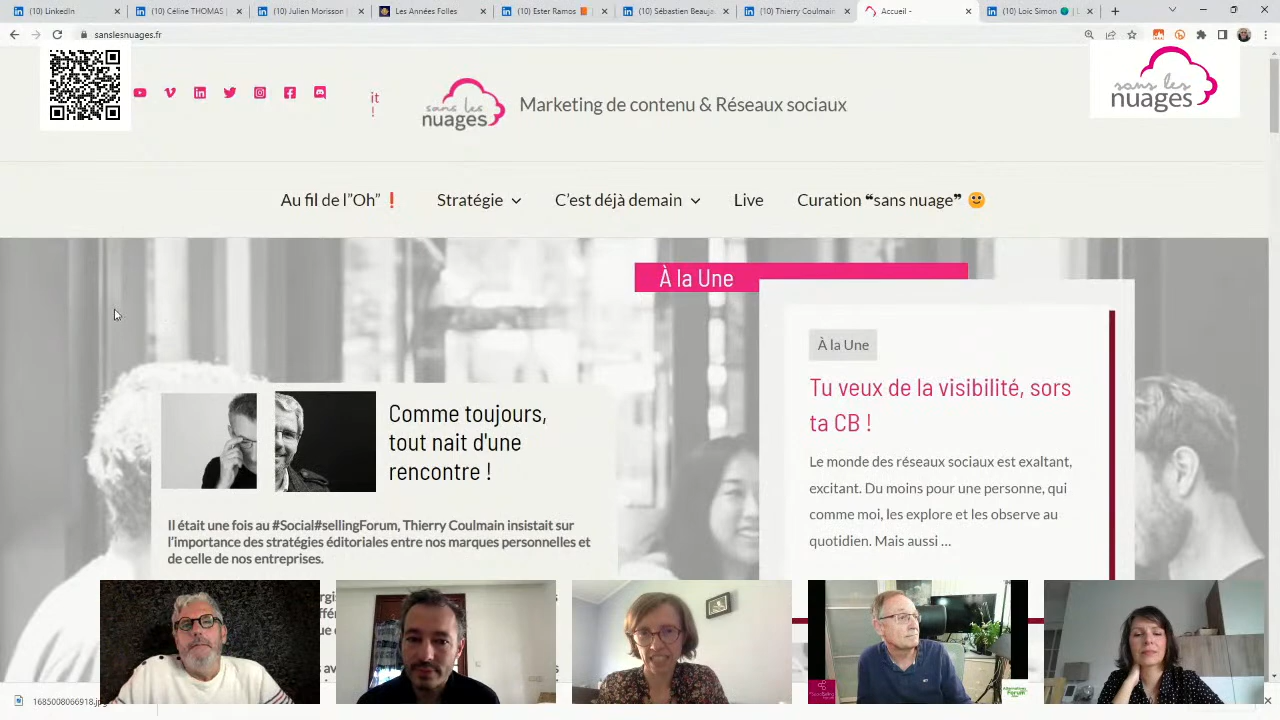 (10) LinkedIn
(10) Céline THOMAS |
(10) Julien Morisson |
Les Années Folles
(10) Ester Ramos
(10) Sébastien Beauja
(10) Thierry Coulmain
Accueil -
(10) Loïc Simon
sanslesnuages.fr
it
!
sans les
nuages
Marketing de contenu & Réseaux sociaux
sans les
nuages
Au fil de l'’Oh” ❗ Stratégie C’est déjà demain Live Curation ❝sans nuage❞ 🙂
À la Une
À la Une
Tu veux de la visibilité, sors
ta CB !
Le monde des réseaux sociaux est exaltant,
excitant. Du moins pour une personne, qui
comme moi, les explore et les observe au
quotidien. Mais aussi ...
Comme toujours,
tout nait d'une
rencontre !
Il était une fois au #Social#sellingForum, Thierry Coulmain insistait sur
l’importance des stratégies éditoriales entre nos marques personnelles et
de celle de nos entreprises.
1685008066918.jpg